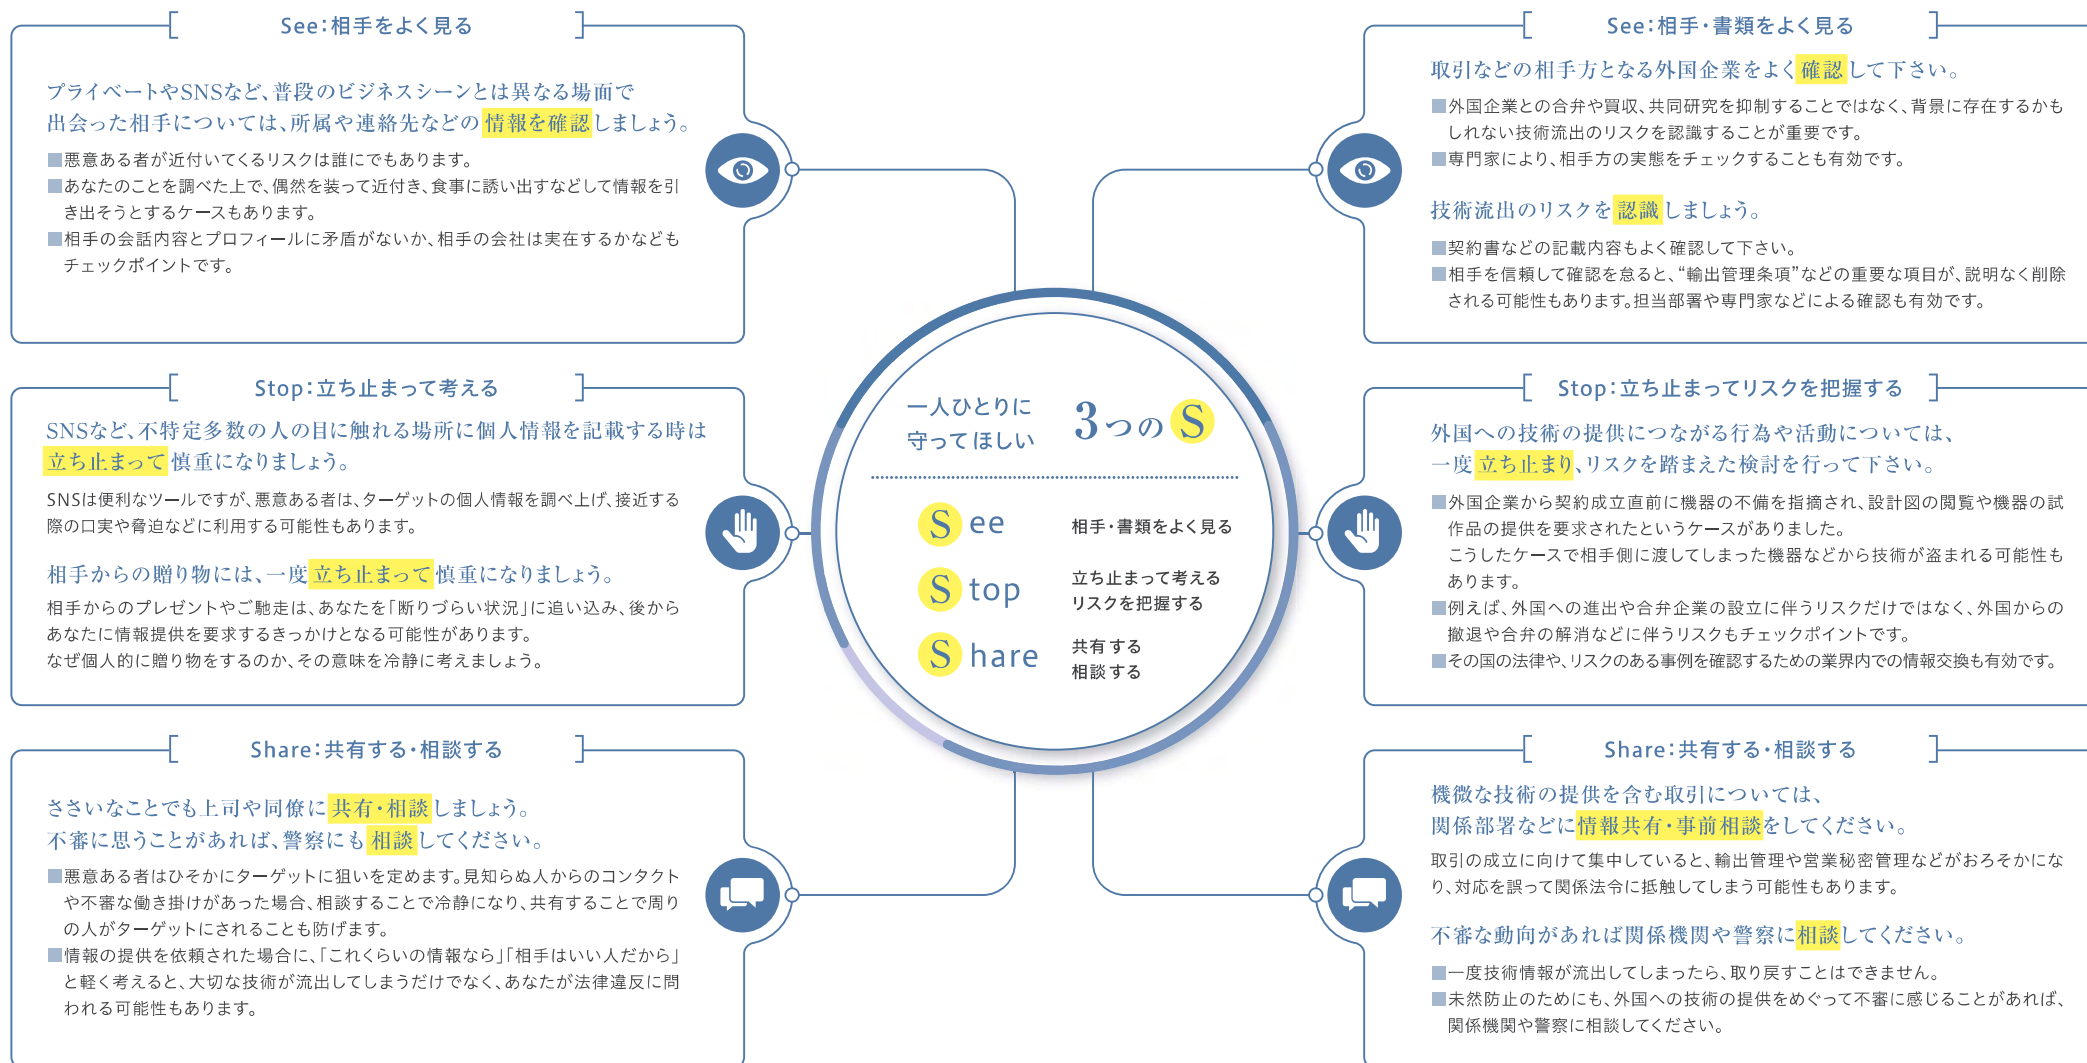 See：相手をよく見る
プライベートやSNSなど、普段のビジネスシーンとは異なる場面で
出会った相手については、所属や連絡先などの情報を確認しましょう。
■悪意ある者が近付いてくるリスクは誰にでもあります。
■あなたのことを調べた上で、偶然を装って近付き、食事に誘い出すなどして情報を引
き出そうとするケースもあります。
■相手の会話内容とプロフィールに矛盾がないか、相手の会社は実在するかなども
チェックポイントです。
Stop：立ち止まって考える
SNSなど、不特定多数の人の目に触れる場所に個人情報を記載する時は
立ち止まって慎重になりましょう。
SNSは便利なツールですが、悪意ある者は、ターゲットの個人情報を調べ上げ、接近する
際の口実や脅迫などに利用する可能性もあります。
相手からの贈り物には、一度立ち止まって慎重になりましょう。
相手からのプレゼントやご馳走は、あなたを「断りづらい状況」に追い込み、後から
あなたに情報提供を要求するきっかけとなる可能性があります。
なぜ個人的に贈り物をするのか、その意味を冷静に考えましょう。
Share：共有する・相談する
ささいなことでも上司や同僚に共有・相談しましょう。
不審に思うことがあれば、警察にも相談してください。
■悪意ある者はひそかにターゲットに狙いを定めます。見知らぬ人からのコンタクト
や不審な働き掛けがあった場合、相談することで冷静になり、共有することで周り
の人がターゲットにされることも防げます。
■情報の提供を依頼された場合に、「これくらいの情報なら」「相手はいい人だから」
と軽く考えると、大切な技術が流出してしまうだけでなく、あなたが法律違反に問
われる可能性もあります。
一人ひとりに
守ってほしい
3つのS
See
相手・書類をよく見る
Stop
立ち止まって考える
リスクを把握する
Share
共有する
相談する
See：相手・書類をよく見る
取引などの相手方となる外国企業をよく確認して下さい。
■外国企業との合弁や買収、共同研究を抑制することではなく、背景に存在するかも
しれない技術流出のリスクを認識することが重要です。
■専門家により、相手方の実態をチェックすることも有効です。
技術流出のリスクを認識しましょう。
■契約書などの記載内容もよく確認して下さい。
■相手を信頼して確認を怠ると、“輸出管理条項”などの重要な項目が、説明なく削除
される可能性もあります。担当部署や専門家などによる確認も有効です。
Stop：立ち止まってリスクを把握する
外国への技術の提供につながる行為や活動については、
一度立ち止まり、リスクを踏まえた検討を行って下さい。
■外国企業から契約成立直前に機器の不備を指摘され、設計図の閲覧や機器の試
作品の提供を要求されたというケースがありました。
こうしたケースで相手側に渡してしまった機器などから技術が盗まれる可能性も
あります。
■例えば、外国への進出や合弁企業の設立に伴うリスクだけではなく、外国からの
撤退や合弁の解消などに伴うリスクもチェックポイントです。
■その国の法律や、リスクのある事例を確認するための業界内での情報交換も有効です。
Share：共有する・相談する
機微な技術の提供を含む取引については、
関係部署などに情報共有・事前相談をしてください。
取引の成立に向けて集中していると、輸出管理や営業秘密管理などがおろそかにな
り、対応を誤って関係法令に抵触してしまう可能性もあります。
不審な動向があれば関係機関や警察に相談してください。
■一度技術情報が流出してしまったら、取り戻すことはできません。
■未然防止のためにも、外国への技術の提供をめぐって不審に感じることがあれば、
関係機関や警察に相談してください。